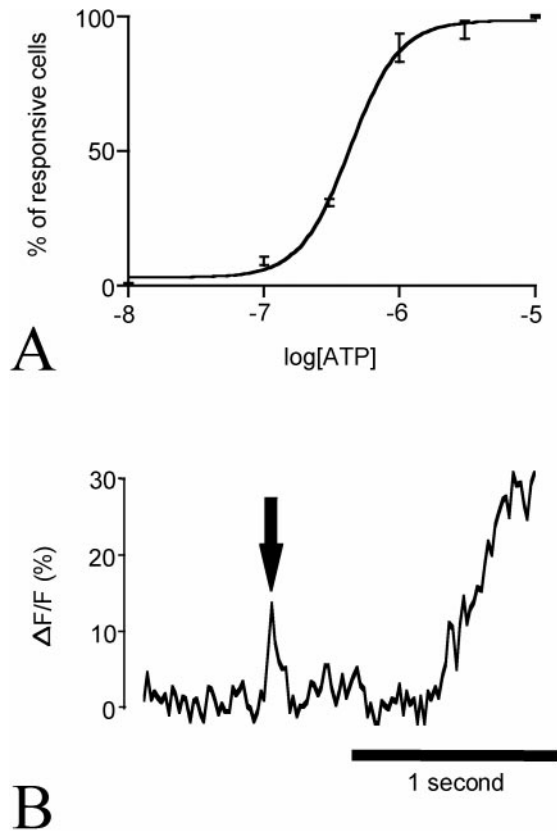 100
50
0
% of responsive cells
-8
-7
-6
-5
log[ATP]
A
30
20
10
0
ΔF/F (%)
1 second
B